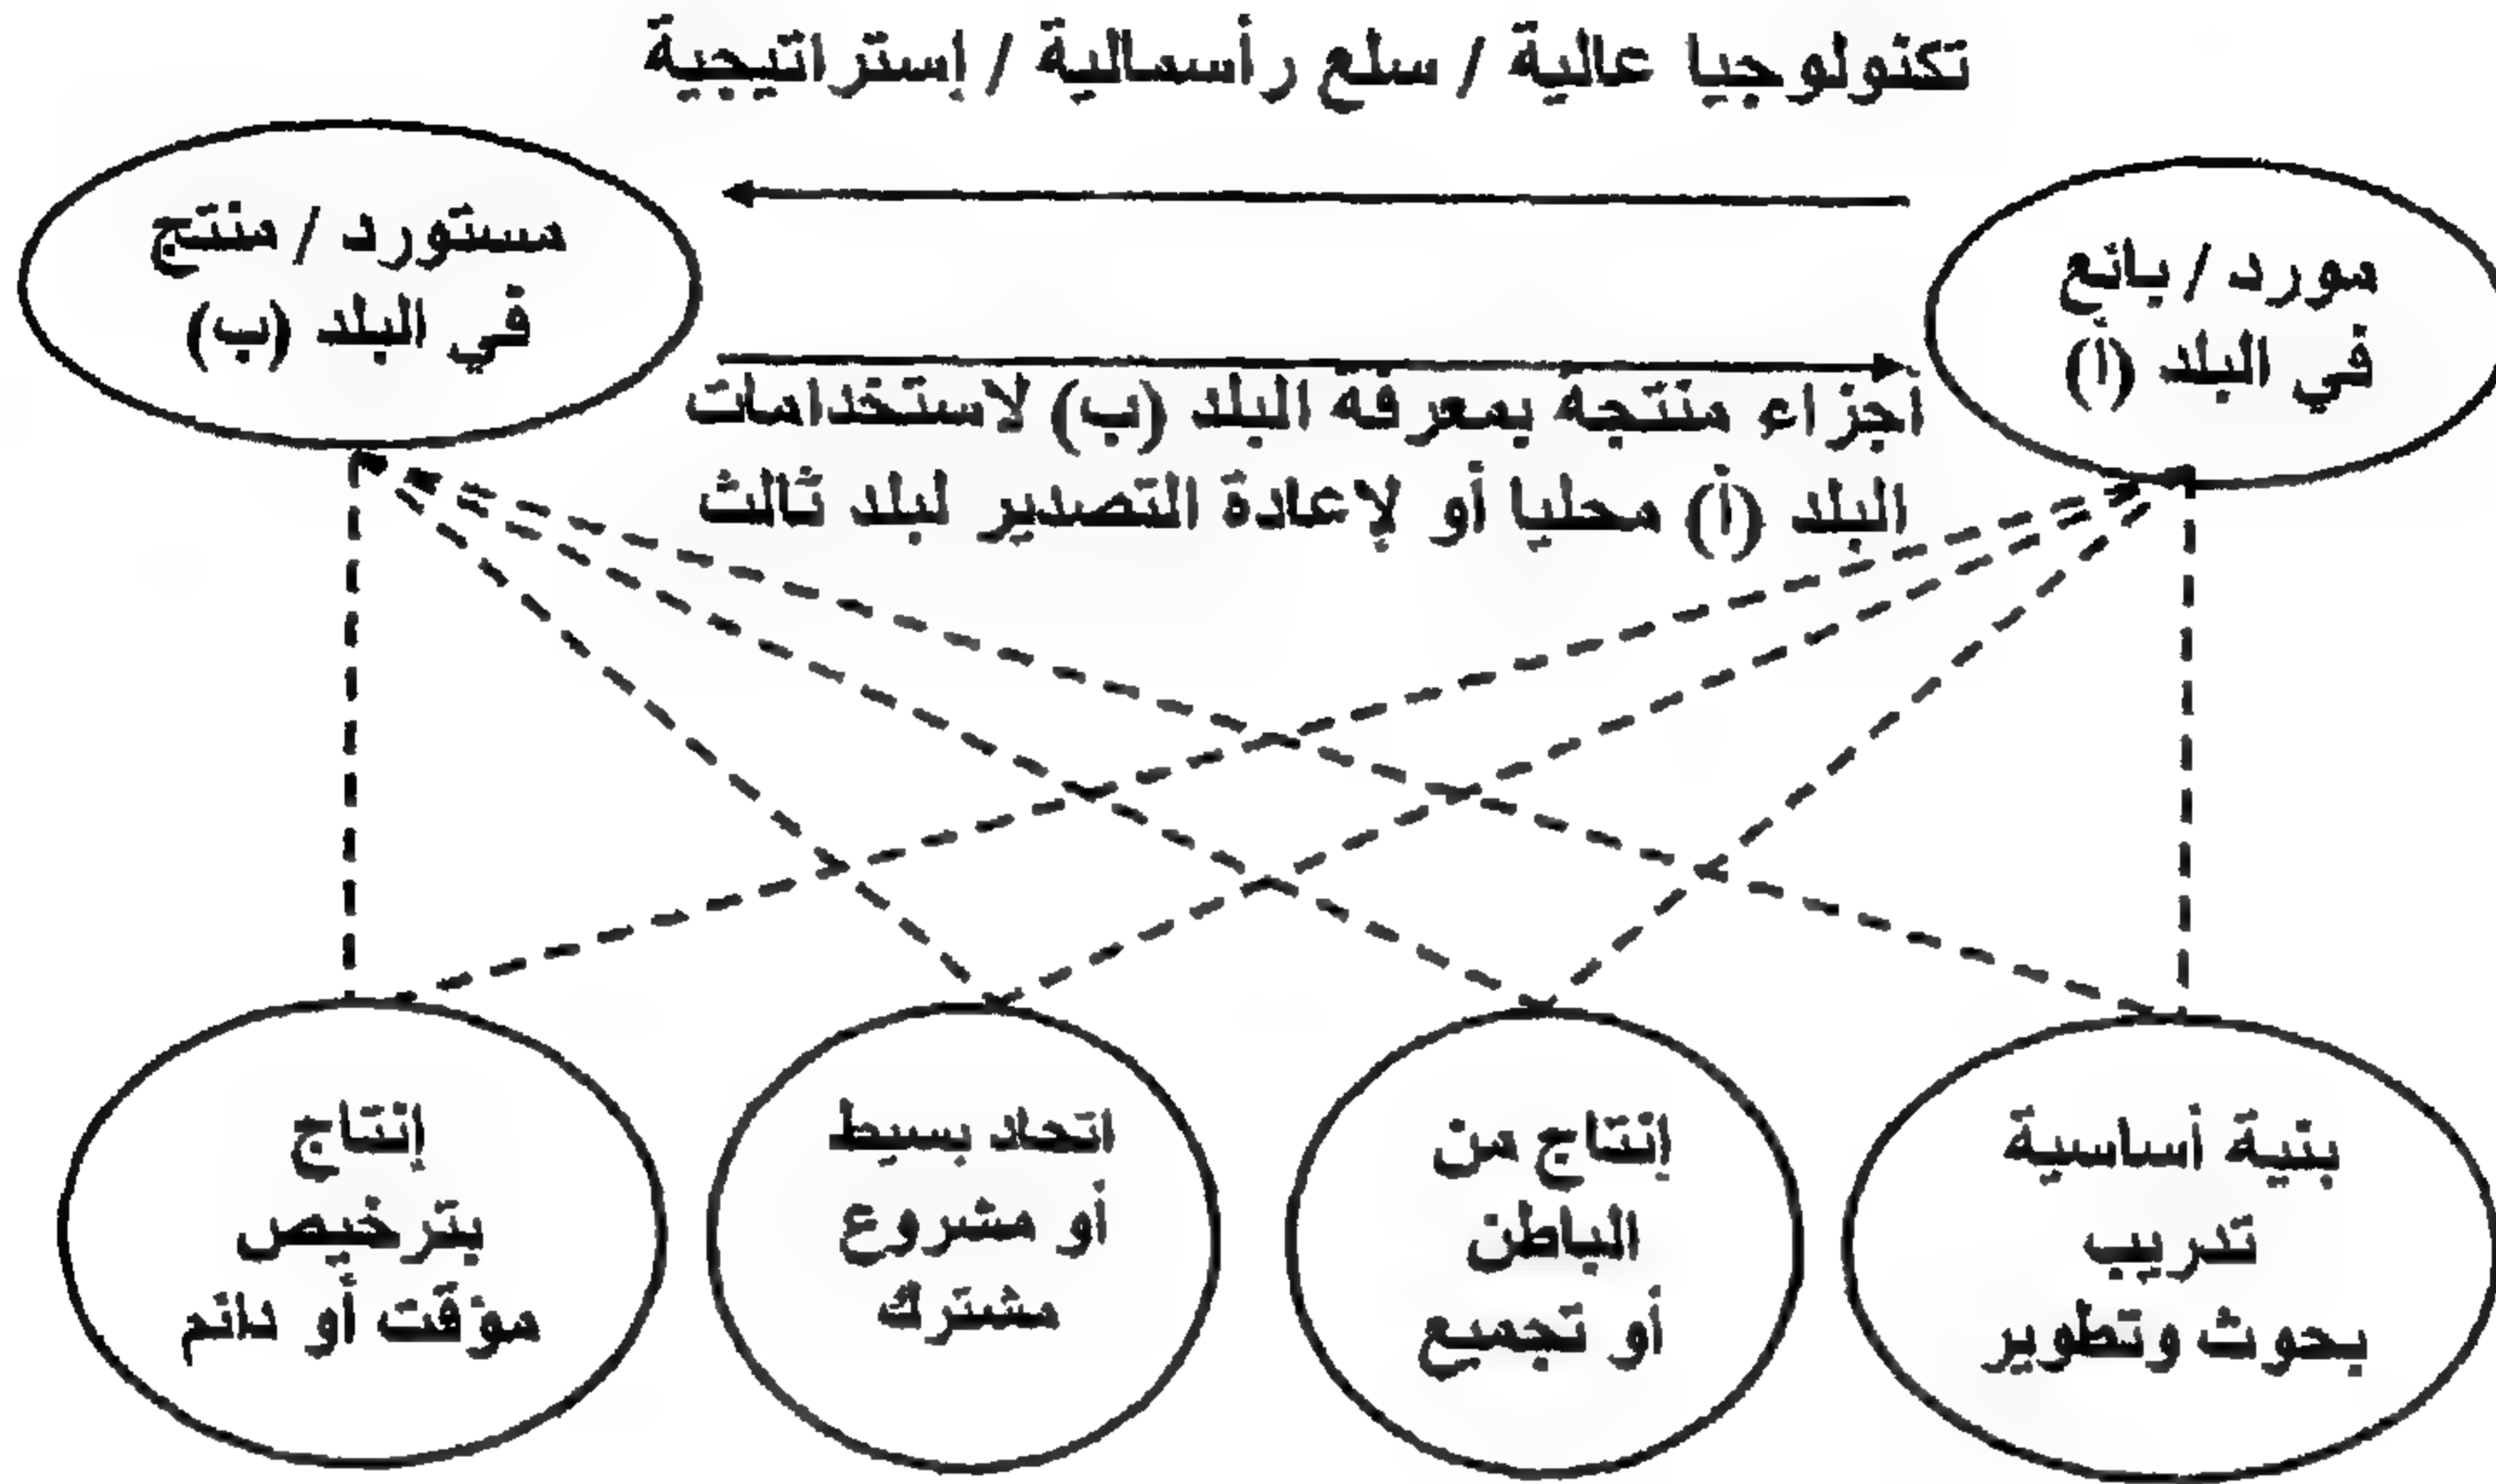 تكنولوجيا عالية / سلع رأسمالية / إستراتيجية
مورد / بائع
في البلد (أ)
مستورد / منتج
في البلد (ب)
أجزاء منتجة بمعرفة البلد (ب) لاستخدامات
البلد (أ) محليا أو لإعادة التصدير لبلد ثالث
بنية أساسية
تدريب
بحوث وتطوير
إنتاج من
الباطن
أو تجميع
اتحاد بسيط
أو مشروع
مشترك
إنتاج
بترخيص
مؤقت أو دائم